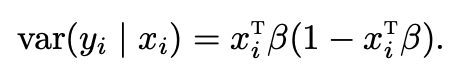 var(yᵢ | xᵢ) = xᵢᵀβ(1 − xᵢᵀβ).